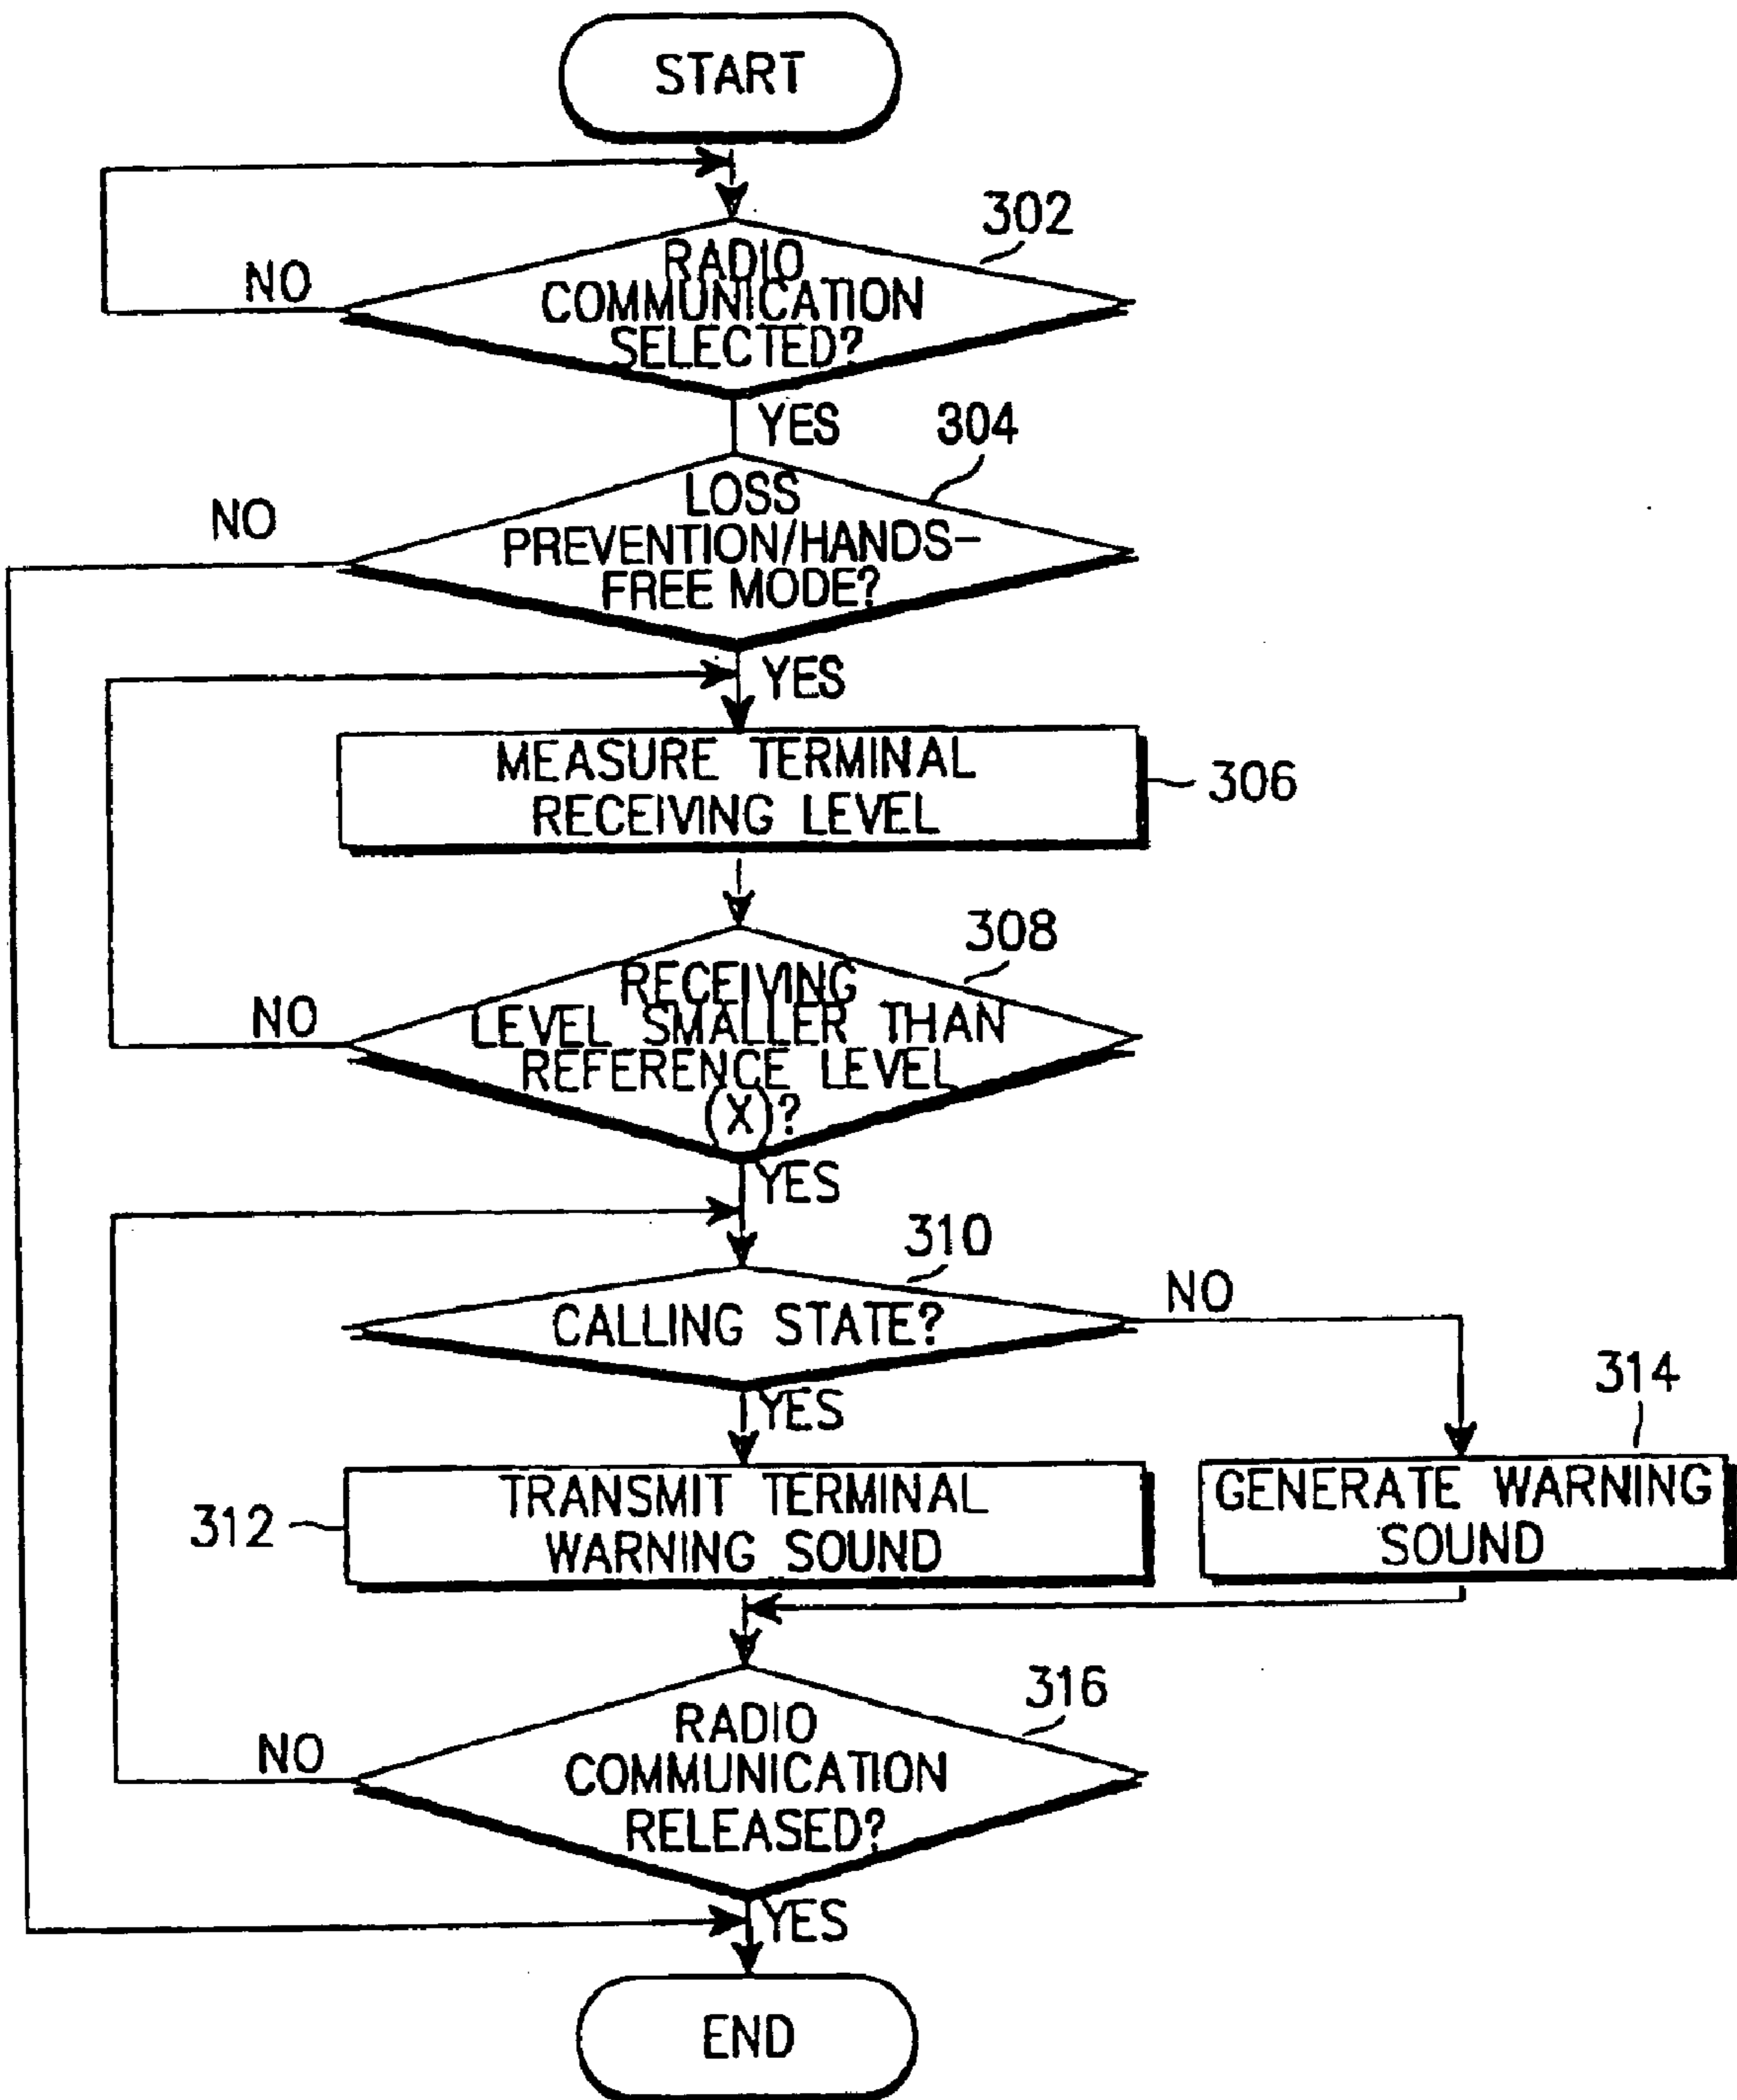 START
302
RADIO
COMMUNICATION
SELECTED?
NO
YES
304
LOSS
PREVENTION/HANDS-
FREE MODE?
NO
YES
MEASURE TERMINAL
RECEIVING LEVEL
306
308
RECEIVING
LEVEL SMALLER THAN
REFERENCE LEVEL
(X)?
NO
YES
310
CALLING STATE?
NO
YES
314
312
TRANSMIT TERMINAL
WARNING SOUND
GENERATE WARNING
SOUND
316
RADIO
COMMUNICATION
RELEASED?
NO
YES
END